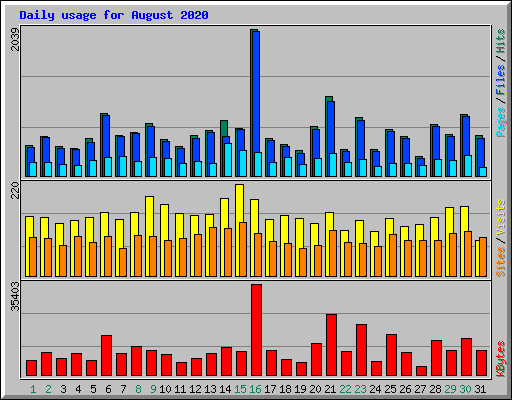 Daily usage for August 2020
2039
Pages / Files / Hits
220
Sites / Visits
35403
KBytes
1 2 3 4 5 6 7 8 9 10 11 12 13 14 15 16 17 18 19 20 21 22 23 24 25 26 27 28 29 30 31